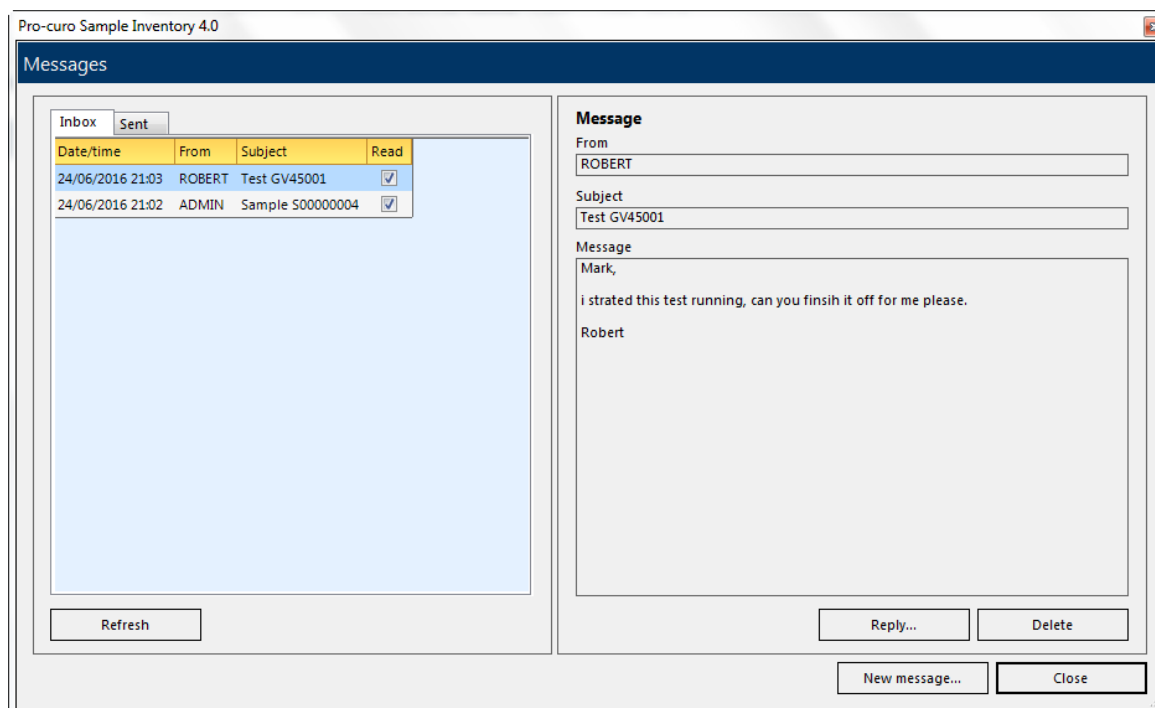 Pro-curo Sample Inventory 4.0
Messages
Inbox Sent
Date/time From Subject Read
24/06/2016 21:03 ROBERT Test GV45001
24/06/2016 21:02 ADMIN Sample S00000004
Refresh
Message
From
ROBERT
Subject
Test GV45001
Message
Mark,
i strated this test running, can you finsih it off for me please.
Robert
Reply... Delete
New message... Close